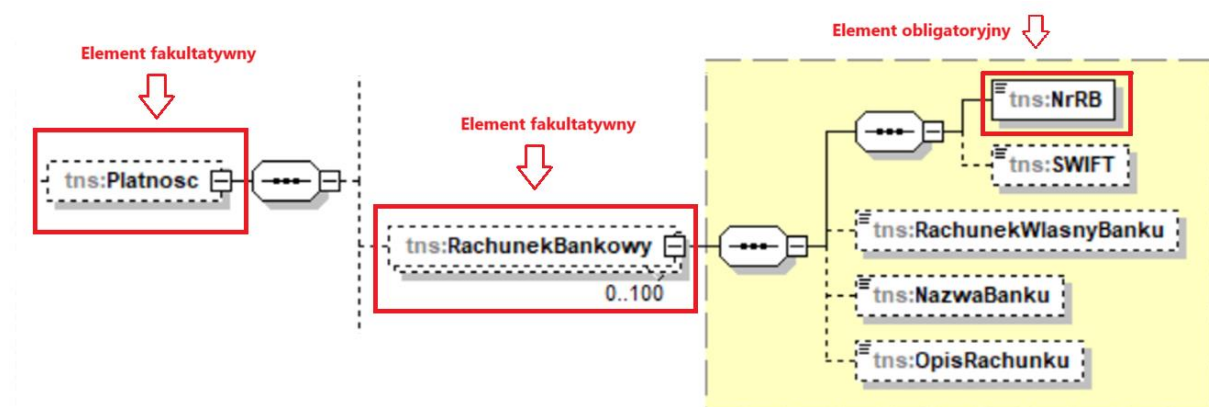 Element obligatoryjny
Element fakultatywny
Element fakultatywny
tns:NrRB
tns:Platnosc
tns:SWIFT
tns:RachunekWlasnyBanku
tns:RachunekBankowy
0..100
tns:NazwaBanku
tns:OpisRachunku